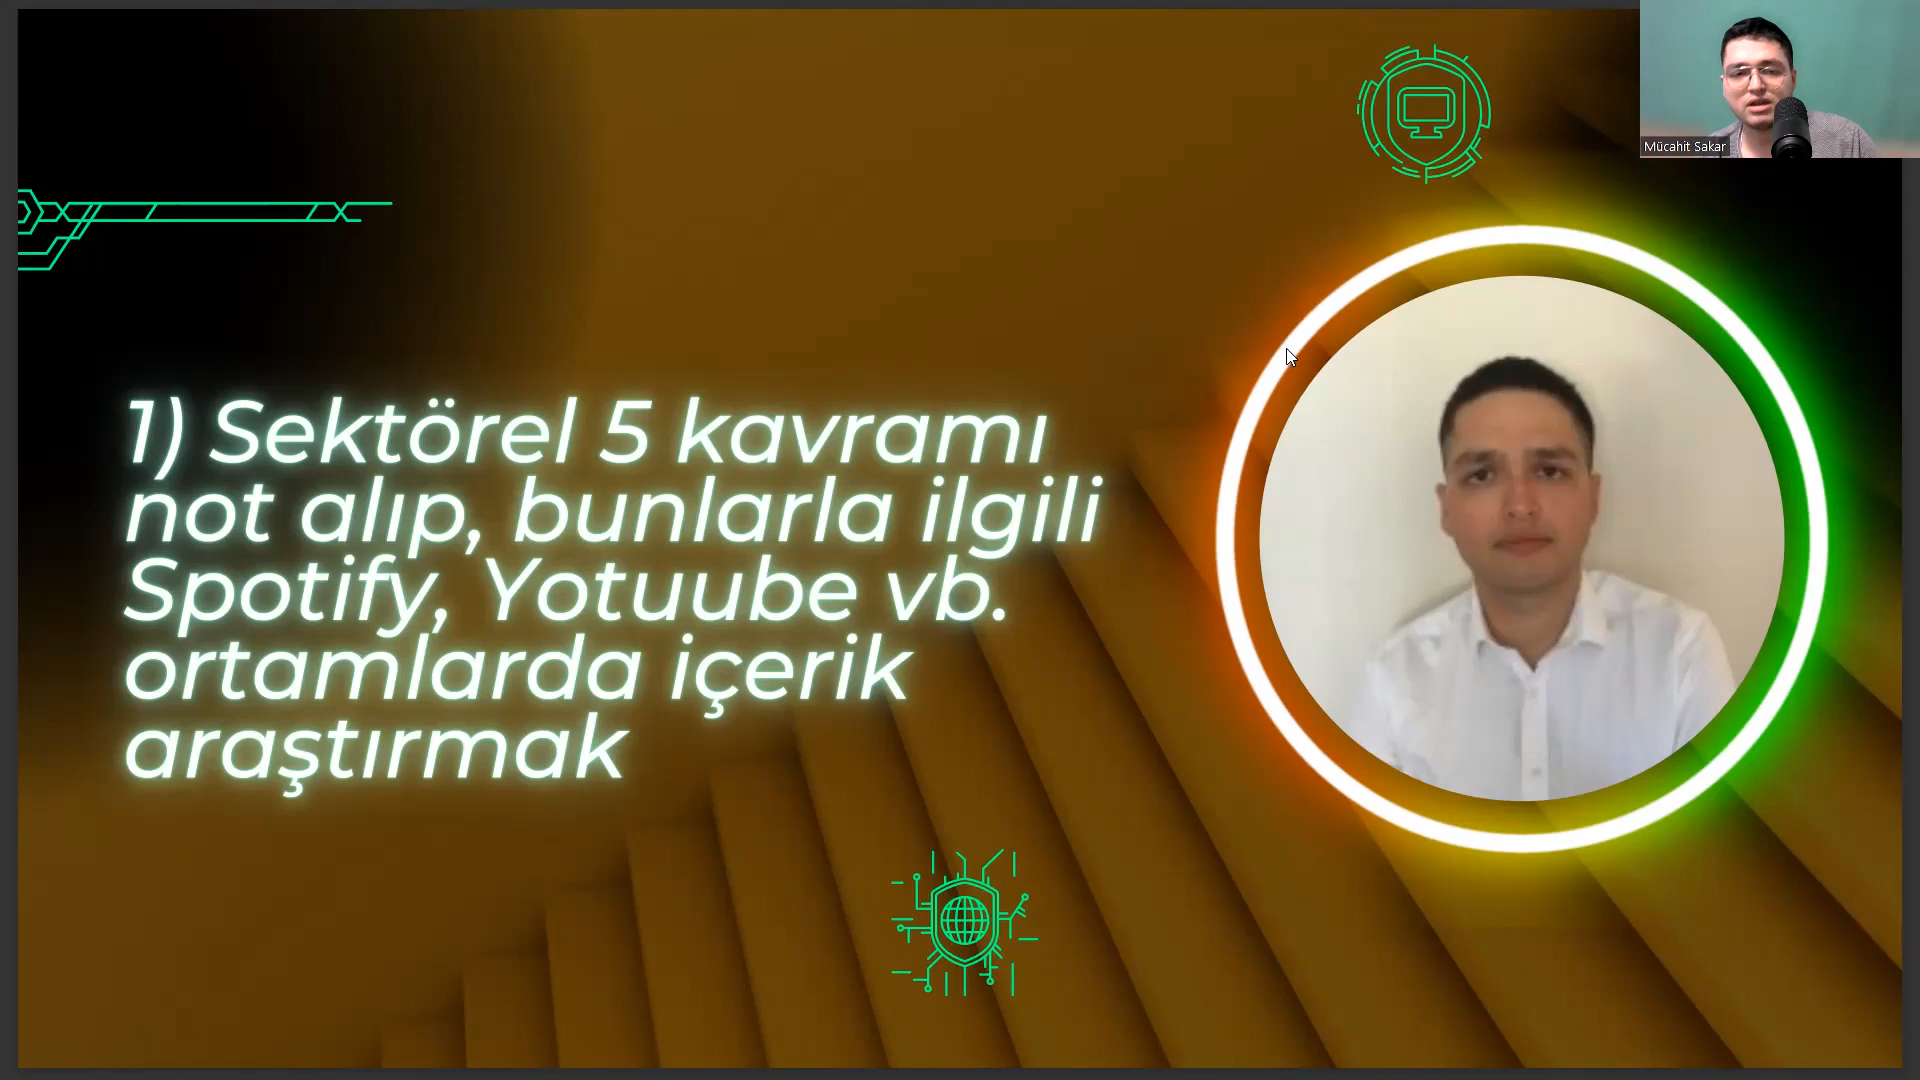 Mücahit Sakar
1) Sektörel 5 kavramı
not alıp, bunlarla ilgili
Spotify, Yotuube vb.
ortamlarda içerik
araştırmak